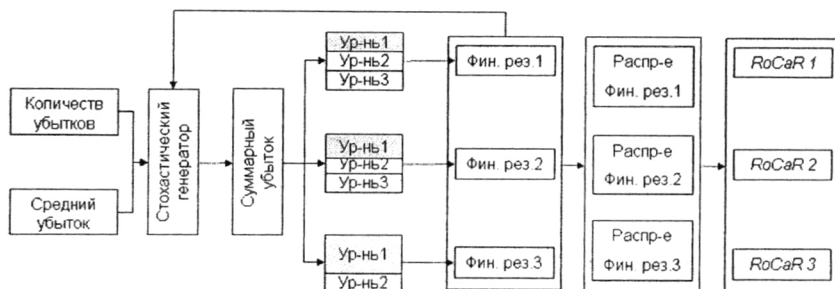 Количеств
убытков
Средний
убыток
Стохастический
генератор
Суммарный
убыток
Ур-нь1
Ур-нь2
Ур-нь3
Ур-нь1
Ур-нь2
Ур-нь3
Ур-нь1
Ур-нь2
Фин. рез.1
Фин. рез.2
Фин. рез.3
Распр-е
Фин. рез.1
Распр-е
Фин. рез.2
Распр-е
Фин. рез.3
RoCaR 1
RoCaR 2
RoCaR 3